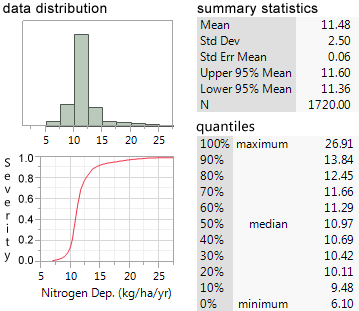 data distribution
5 10 15 20 25
Severity
1.0
0.8
0.6
0.4
0.2
0.0
5 10 15 20 25
Nitrogen Dep. (kg/ha/yr)
summary statistics
Mean 11.48
Std Dev 2.50
Std Err Mean 0.06
Upper 95% Mean 11.60
Lower 95% Mean 11.36
N 1720.00
quantiles
100% maximum 26.91
90% 13.84
80% 12.45
70% 11.66
60% 11.29
50% median 10.97
40% 10.69
30% 10.42
20% 10.11
10% 9.48
0% minimum 6.10